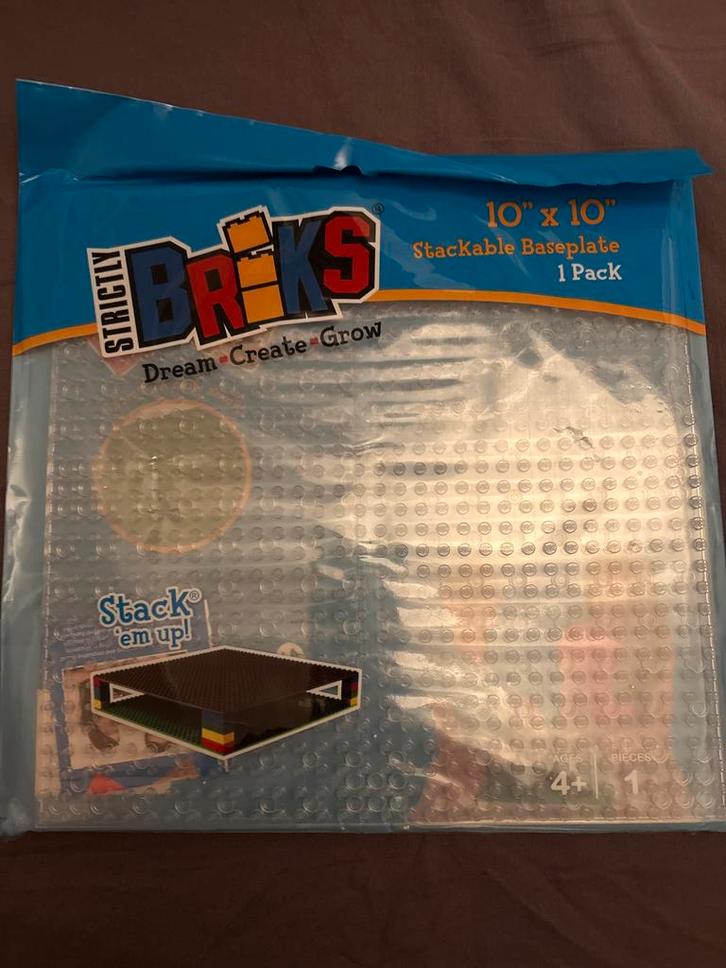 STRICTLY
BRIKS®
Dream-Create-Grow
10" x 10"
Stackable Baseplate
1 Pack
Stack®
'em up!
AGES
4+
PIECES
1